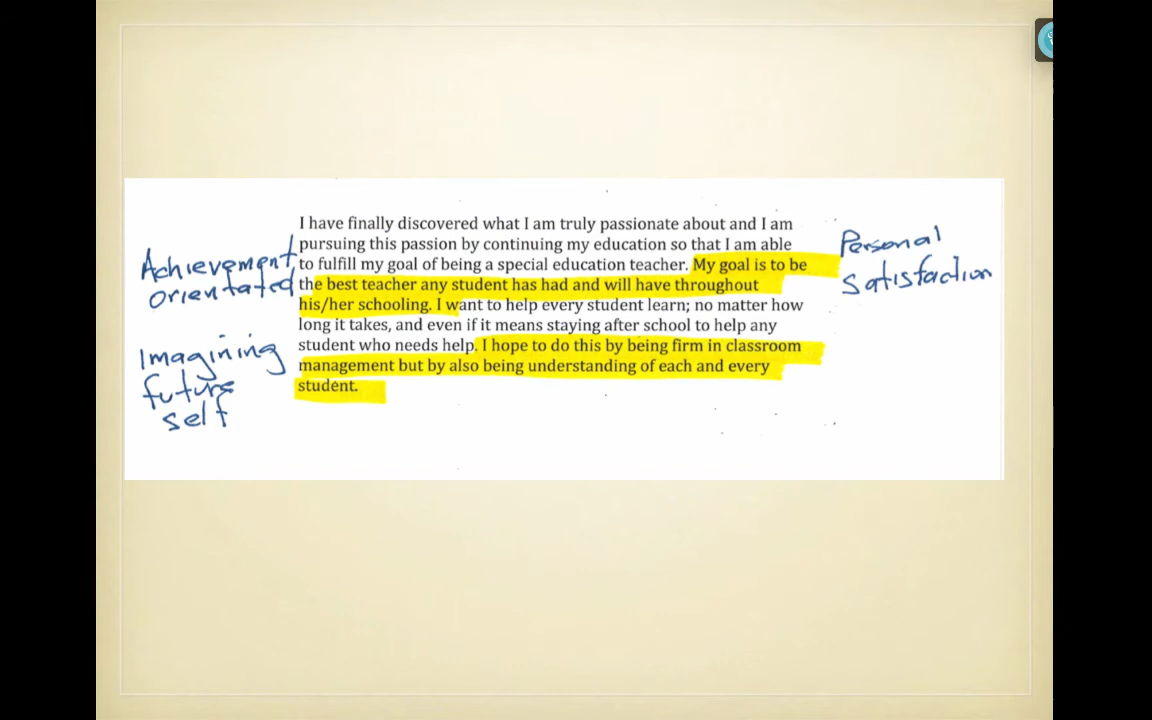 I have finally discovered what I am truly passionate about and I am
pursuing this passion by continuing my education so that I am able
to fulfill my goal of being a special education teacher. My goal is to be
the best teacher any student has had and will have throughout
his/her schooling. I want to help every student learn; no matter how
long it takes, and even if it means staying after school to help any
student who needs help. I hope to do this by being firm in classroom
management but by also being understanding of each and every
student.
Achievement
orientated
Imagining
future
self
Personal
satisfaction